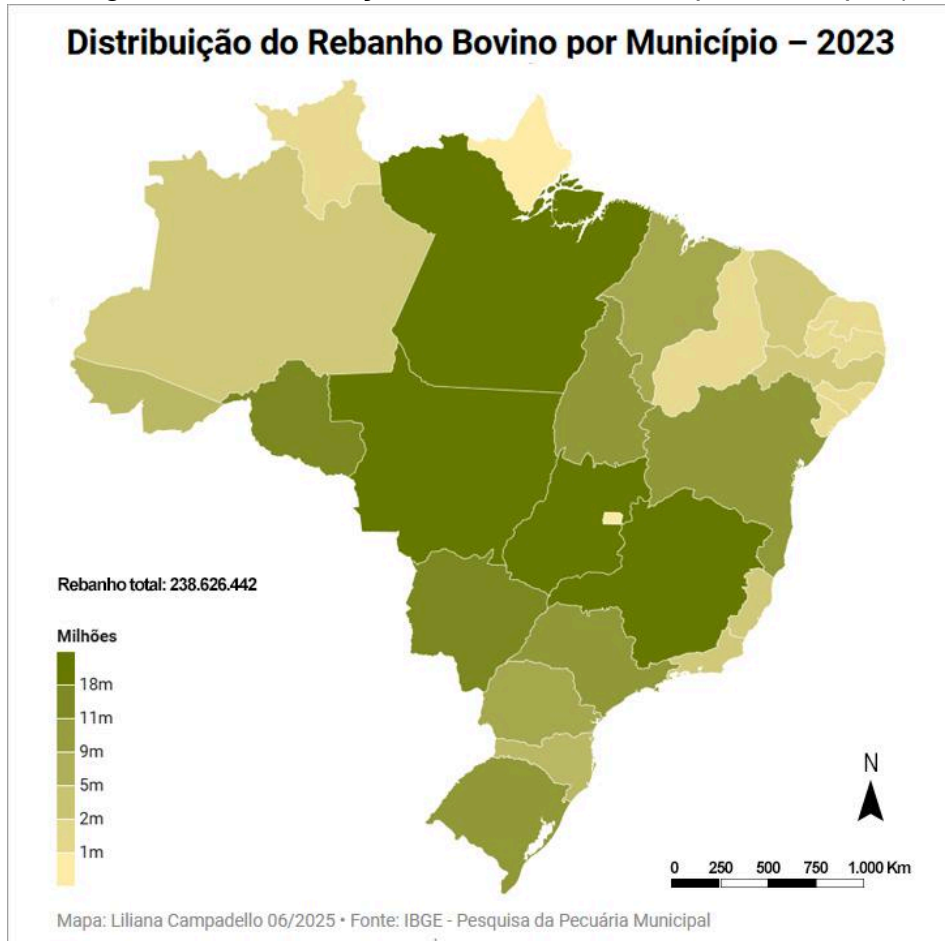 Distribuição do Rebanho Bovino por Município – 2023
Rebanho total: 238.626.442
Milhões
18m
11m
9m
5m
2m
1m
N
0 250 500 750 1.000 Km
Mapa: Liliana Campadello 06/2025 • Fonte: IBGE - Pesquisa da Pecuária Municipal